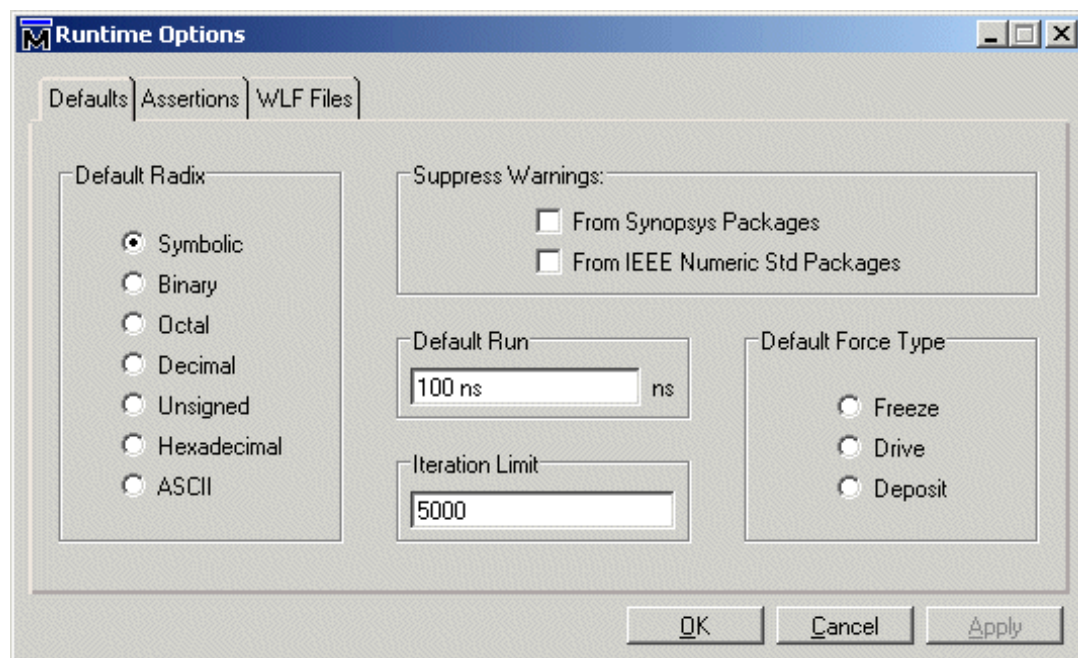 M Runtime Options
Defaults Assertions WLF Files
Default Radix
Symbolic
Binary
Octal
Decimal
Unsigned
Hexadecimal
ASCII
Suppress Warnings:
From Synopsys Packages
From IEEE Numeric Std Packages
Default Run
100 ns ns
Iteration Limit
5000
Default Force Type
Freeze
Drive
Deposit
OK Cancel Apply